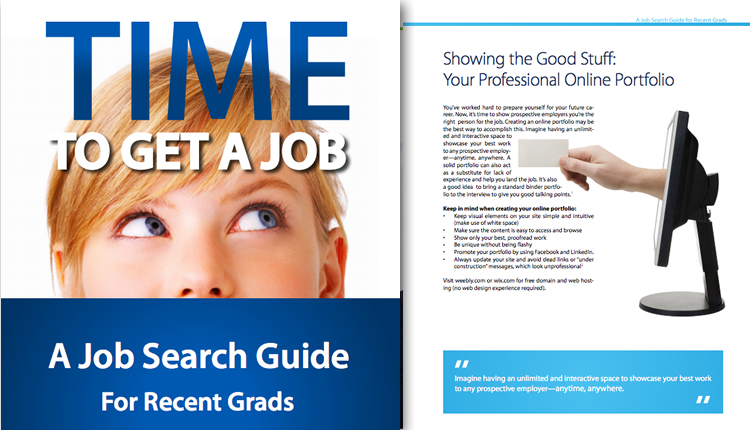 TIME
TO GET A JOB
A Job Search Guide
For Recent Grads
A Job Search Guide for Recent Grads
Showing the Good Stuff:
Your Professional Online Portfolio
You've worked hard to prepare yourself for your future ca-
reer. Now, it's time to show prospective employers you're the
right person for the job. Creating an online portfolio may be
the best way to accomplish this. Imagine having an unlimit-
ed and interactive space to
showcase your best work
to any prospective employ-
er—anytime, anywhere. A
solid portfolio can also act
as a substitute for lack of
experience and help you land the job. It's also
a good idea to bring a standard binder portfo-
lio to the interview to give you good talking points.
Keep in mind when creating your online portfolio:
• Keep visual elements on your site simple and intuitive
(make use of white space)
• Make sure the content is easy to access and browse
• Show only your best, proofread work
• Be unique without being flashy
• Promote your portfolio by using Facebook and LinkedIn.
• Always update your site and avoid dead links or "under
construction" messages, which look unprofessional
Visit weebly.com or wix.com for free domain and web host-
ing (no web design experience required).
"
Imagine having an unlimited and interactive space to showcase your best work
to any prospective employer—anytime, anywhere.
"